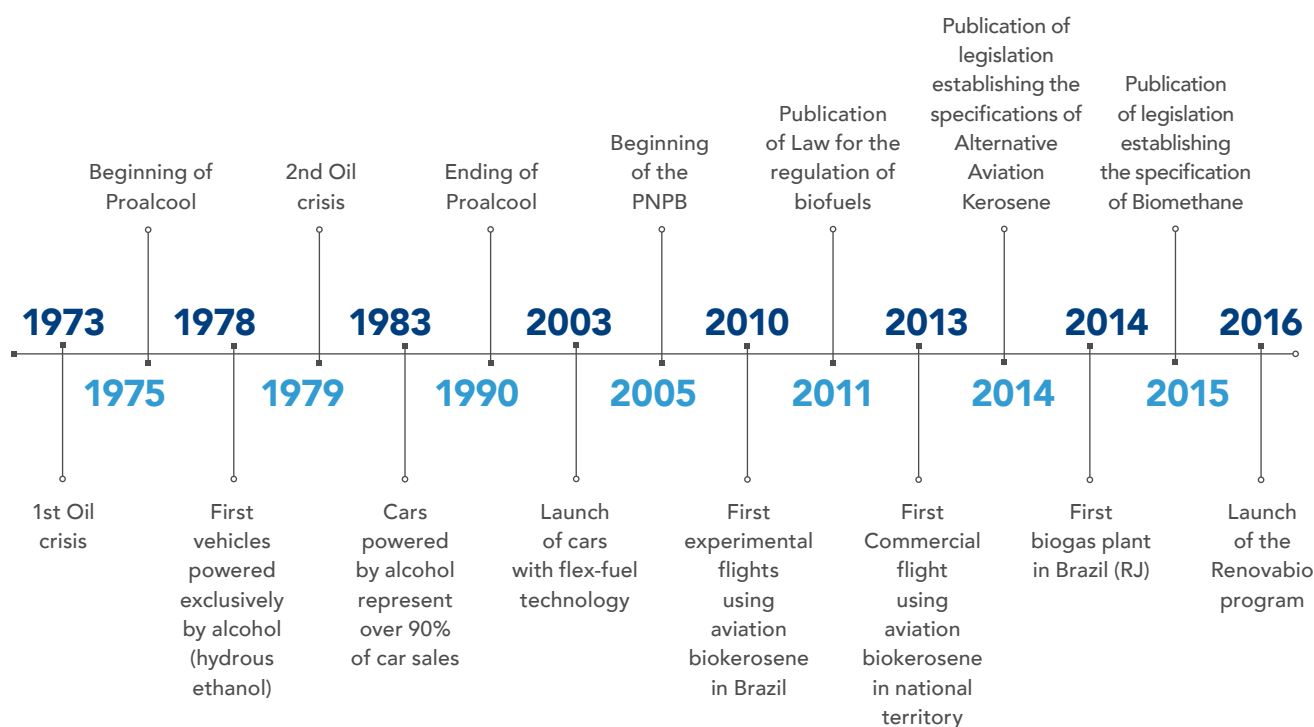 Publication of
legislation
establishing the
specifications of
Alternative
Aviation
Kerosene
Publication
of legislation
establishing
the specification
of Biomethane
Publication
of Law for the
regulation of
biofuels
Beginning
of the
PNPB
Beginning of
Proalcool
2nd Oil
crisis
Ending of
Proalcool
1973
1978
1983
2003
2010
2013
2014
2016
1975
1979
1990
2005
2011
2014
2015
1st Oil
crisis
First
vehicles
powered
exclusively
by alcohol
(hydrous
ethanol)
Cars
powered
by alcohol
represent
over 90%
of car sales
Launch
of cars
with flex-fuel
technology
First
experimental
flights
using
aviation
biokerosene
in Brazil
First
Commercial
flight
using
aviation
biokerosene
in national
territory
First
biogas plant
in Brazil (RJ)
Launch
of the
Renovabio
program